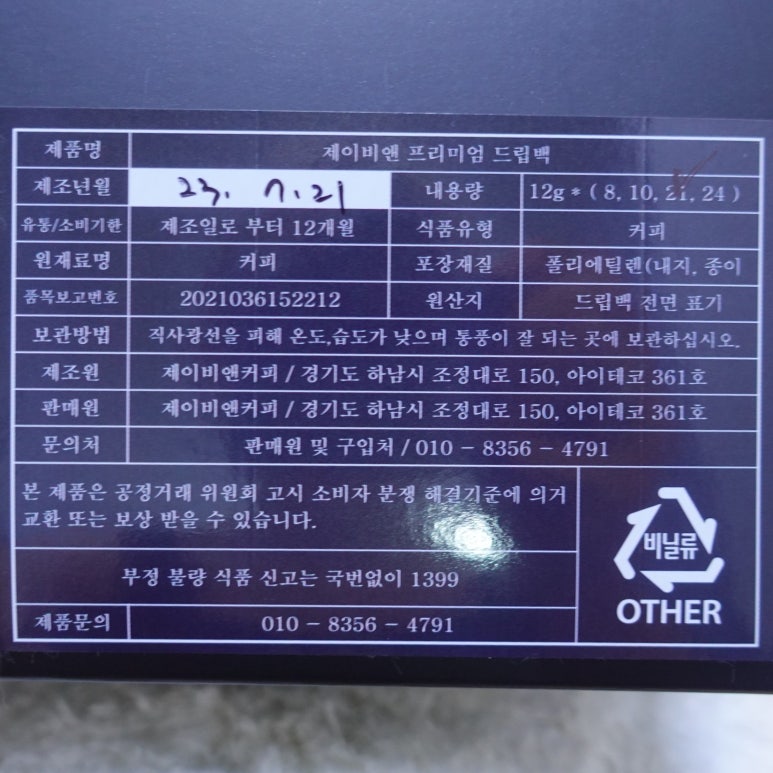 제품명 제이비앤 프리미엄 드립백
제조년월 23. 7. 21 내용량 12g * ( 8, 10, 21, 24 )
유통/소비기한 제조일로 부터 12개월 식품유형 커피
원재료명 커피 포장재질 폴리에틸렌(내지, 종이
품목보고번호 2021036152212 원산지 드립백 전면 표기
보관방법 직사광선을 피해 온도,습도가 낮으며 통풍이 잘 되는 곳에 보관하십시오.
제조원 제이비앤커피 / 경기도 하남시 조정대로 150, 아이테코 361호
판매원 제이비앤커피 / 경기도 하남시 조정대로 150, 아이테코 361호
문의처 판매원 및 구입처 / 010 - 8356 - 4791
본 제품은 공정거래 위원회 고시 소비자 분쟁 해결기준에 의거
교환 또는 보상 받을 수 있습니다.
부정 불량 식품 신고는 국번없이 1399
제품문의 010 - 8356 - 4791
비닐류
OTHER